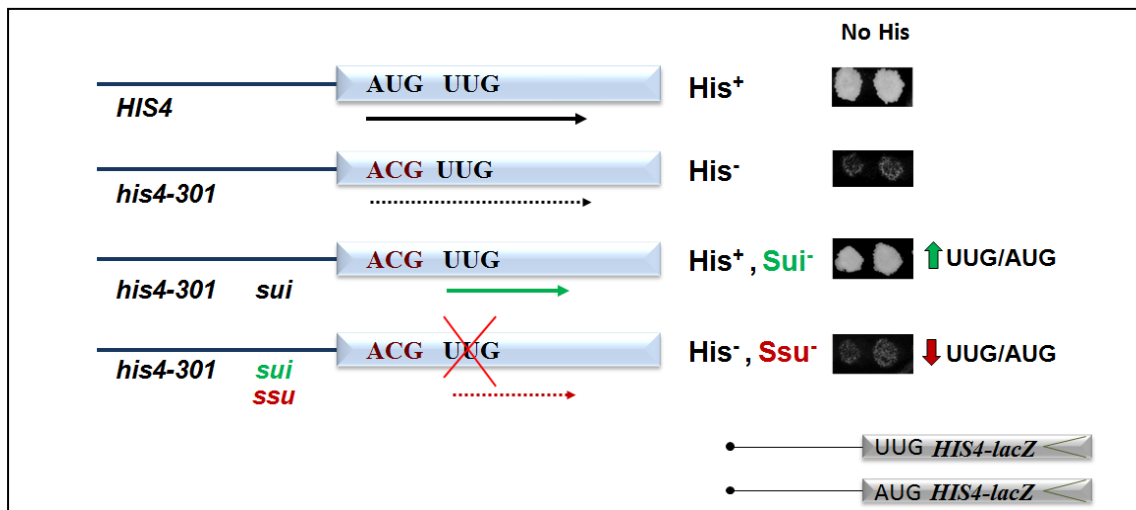 No His
AUG UUG
HIS4
His⁺
ACG UUG
his4-301
His⁻
ACG UUG
his4-301 sui
His⁺ , Sui⁻
UUG/AUG
ACG UUG
his4-301 sui
ssu
His⁻, Ssu⁻
UUG/AUG
UUG HIS4-lacZ
AUG HIS4-lacZ